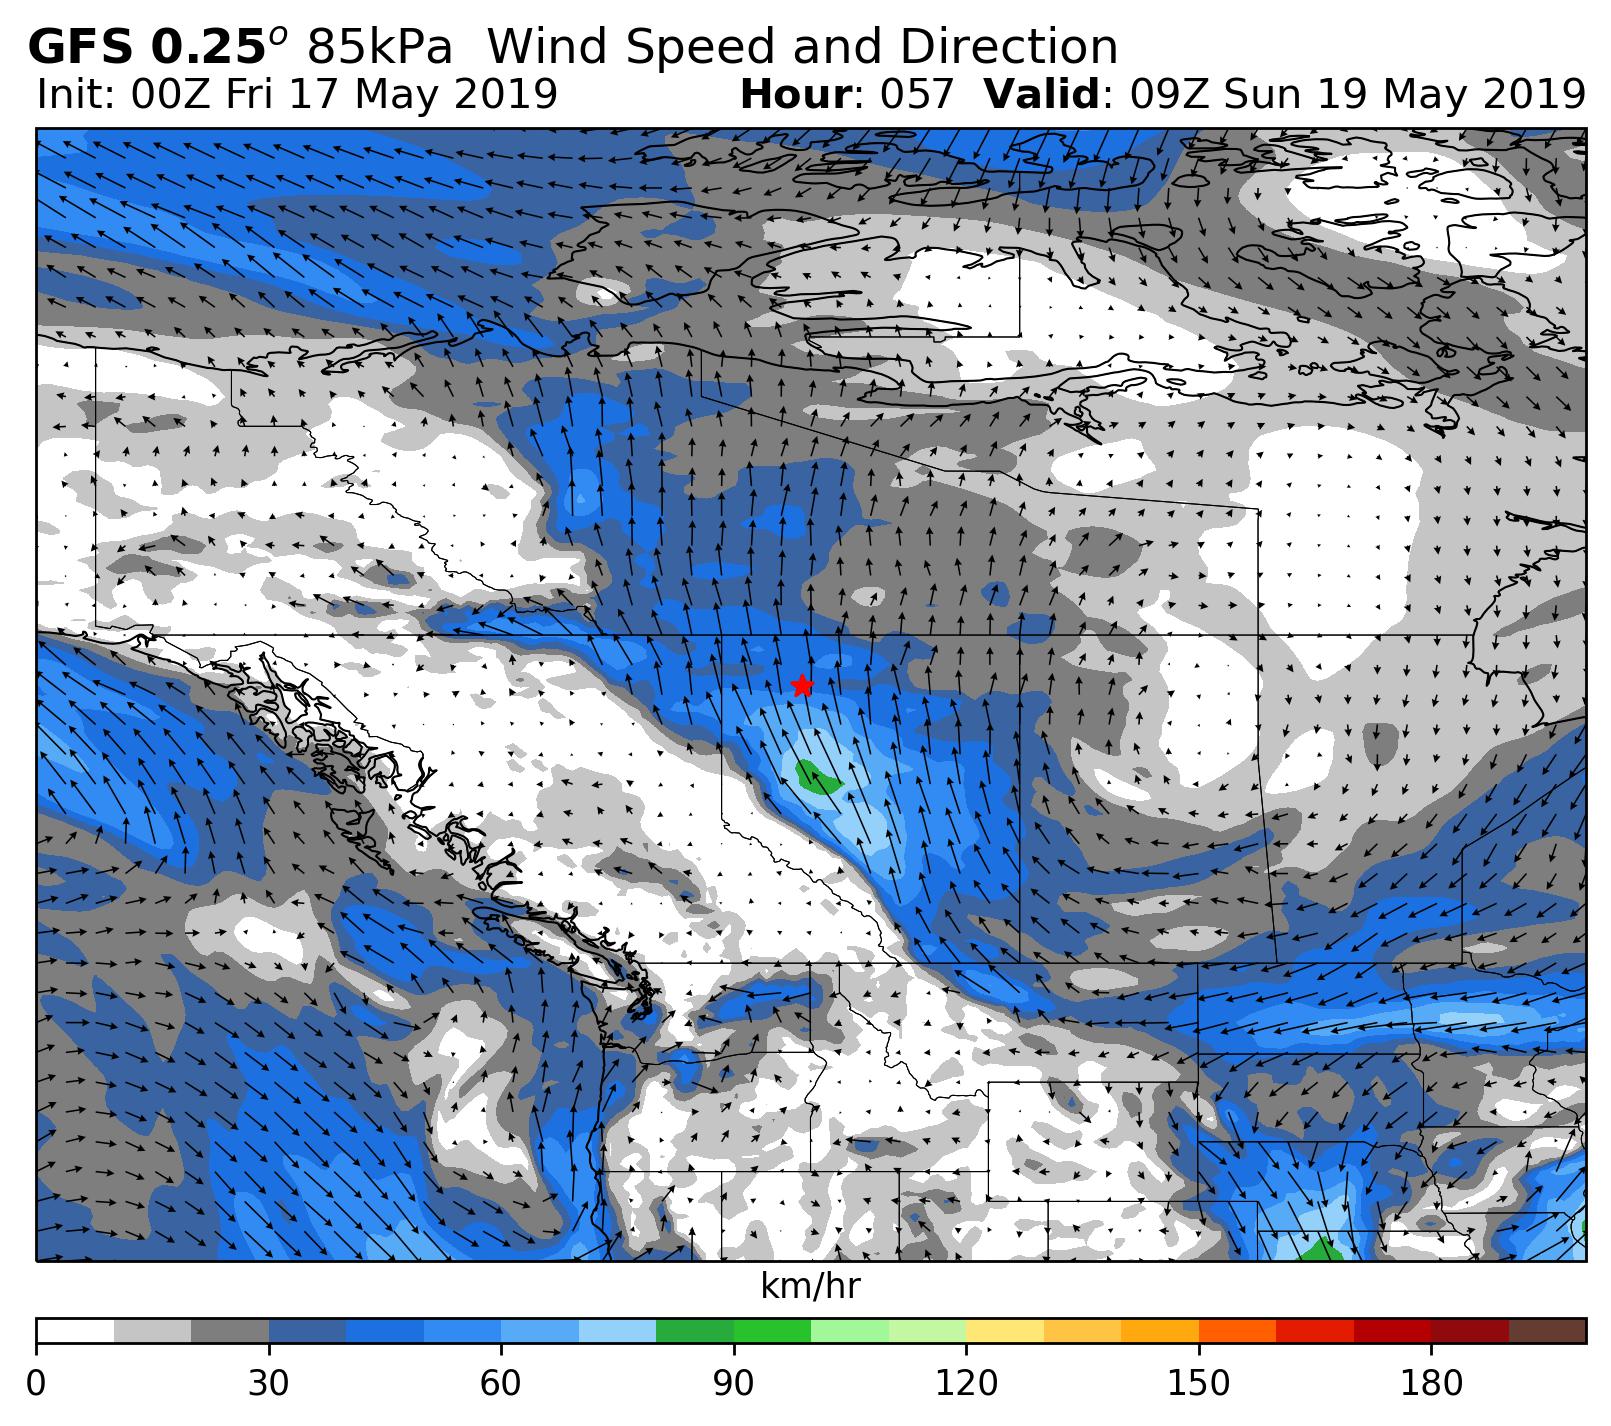 GFS 0.25o 85kPa Wind Speed and Direction
Init: 00Z Fri 17 May 2019 Hour: 057 Valid: 09Z Sun 19 May 2019
km/hr
0 30 60 90 120 150 180